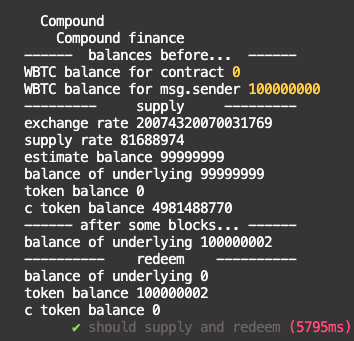 Compound
Compound finance
------ balances before... ------
WBTC balance for contract 0
WBTC balance for msg.sender 100000000
--------- supply ---------
exchange rate 20074320070031769
supply rate 81688974
estimate balance 99999999
balance of underlying 99999999
token balance 0
c token balance 4981488770
------ after some blocks... ------
balance of underlying 100000002
---------- redeem ----------
balance of underlying 0
token balance 100000002
c token balance 0
✔ should supply and redeem (5795ms)